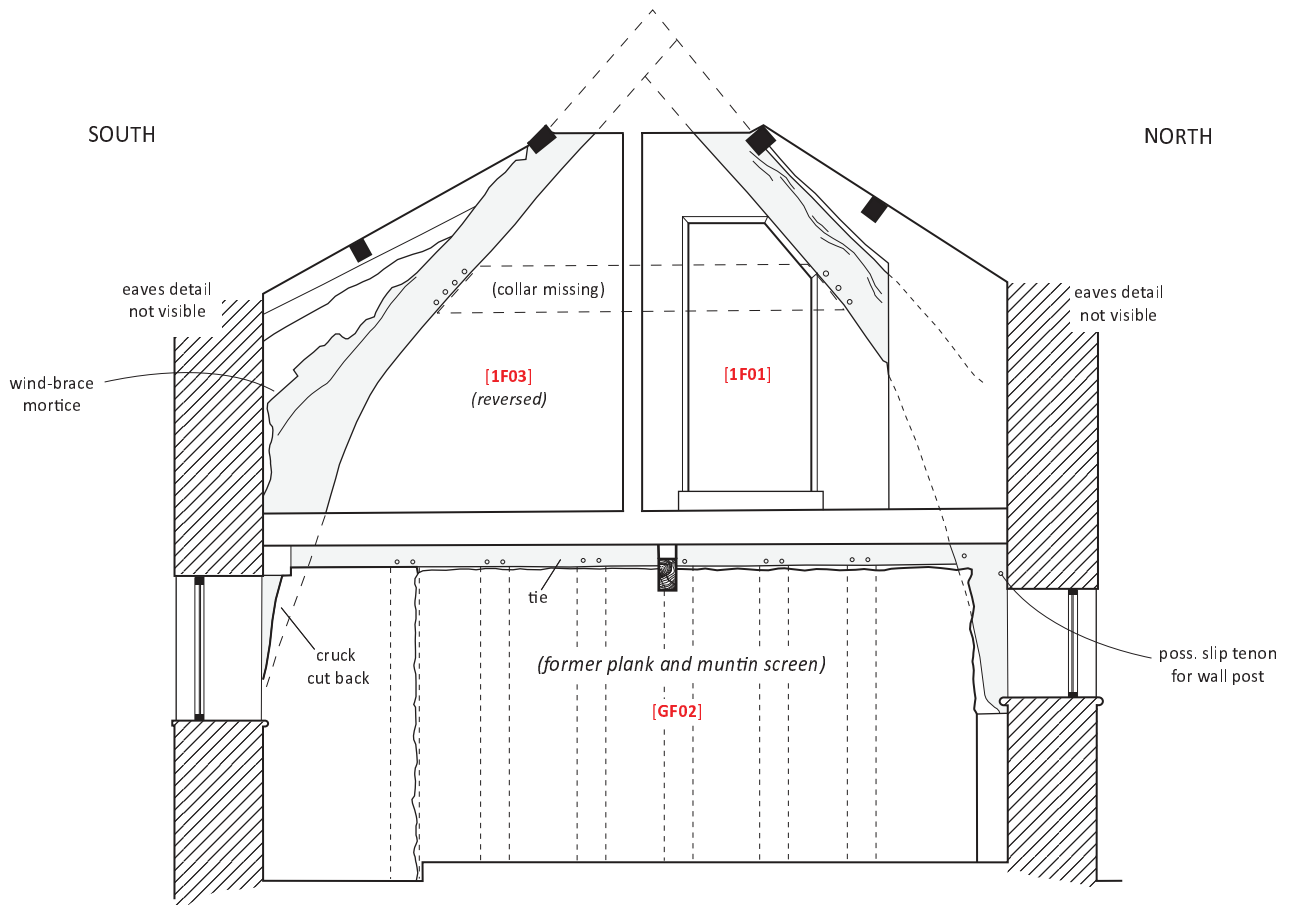 SOUTH
NORTH
eaves detail
not visible
(collar missing)
eaves detail
not visible
wind-brace
mortice
[1F03]
(reversed)
[1F01]
tie
cruck
cut back
(former plank and muntin screen)
poss. slip tenon
for wall post
[GF02]